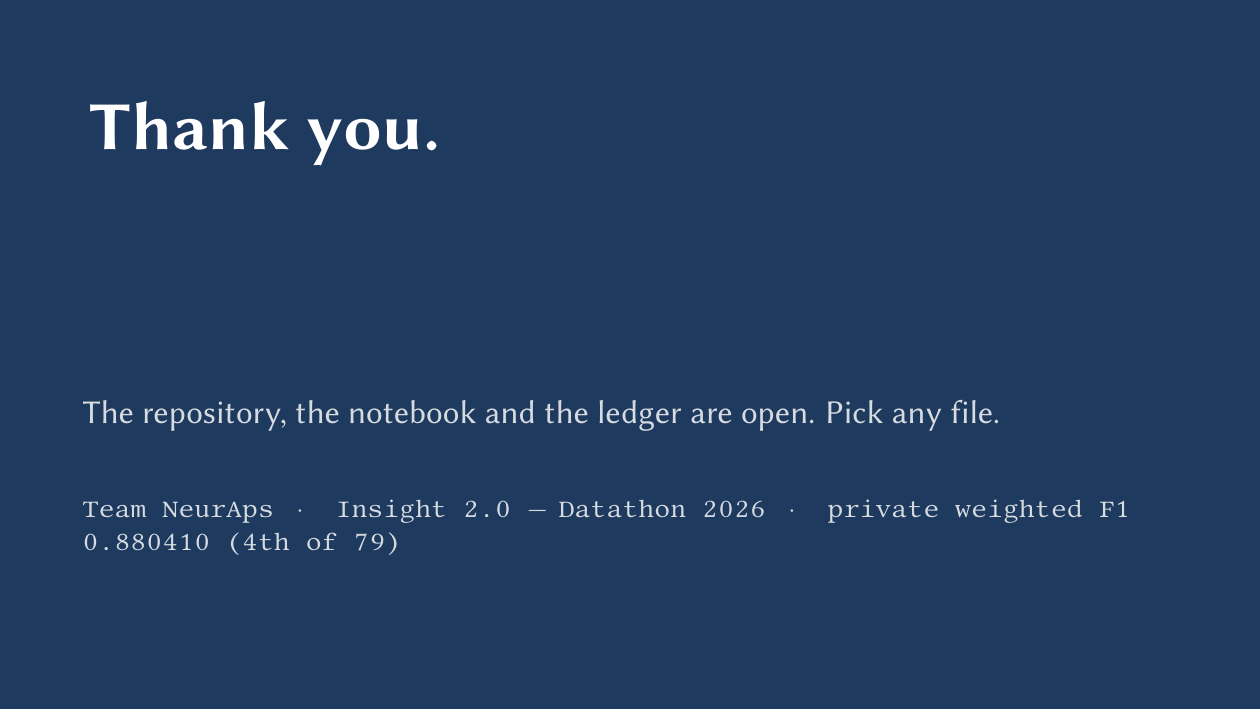 Thank you.
The repository, the notebook and the ledger are open. Pick any file.
Team NeurAps · Insight 2.0 — Datathon 2026 · private weighted F1
0.880410 (4th of 79)